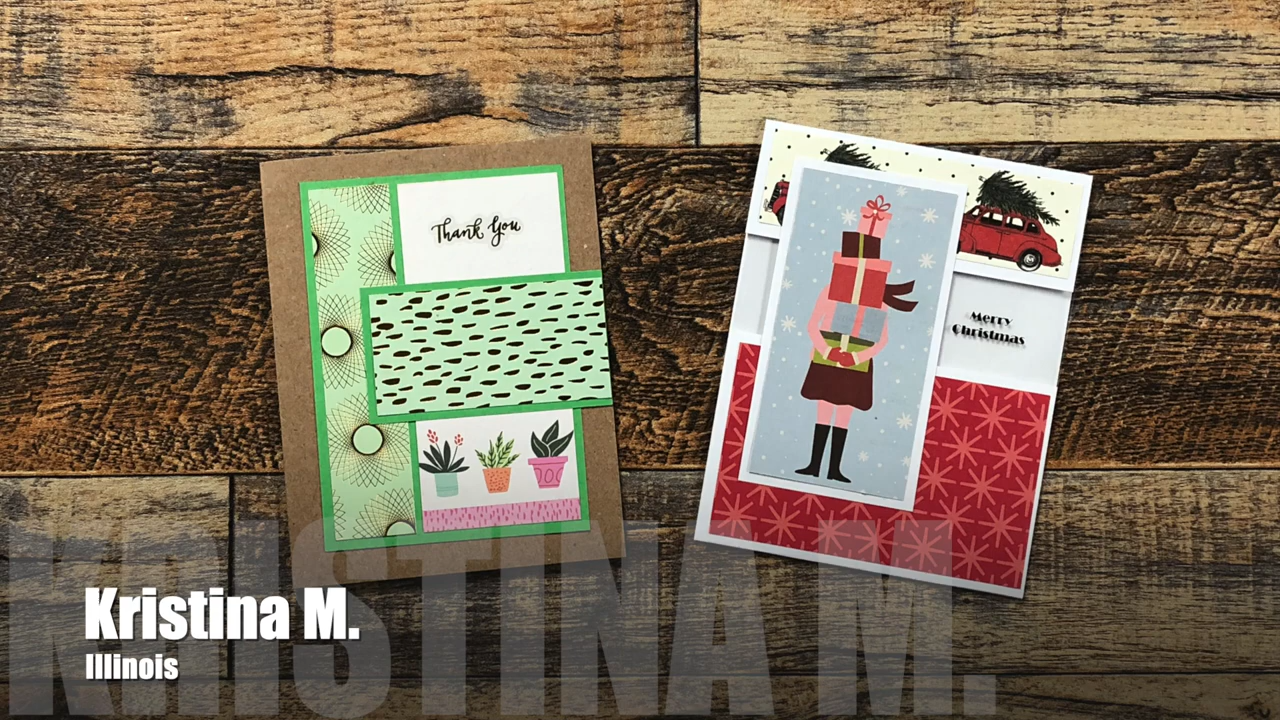 Thank You
Merry
Christmas
KRISTINA M.
Kristina M.
Illinois